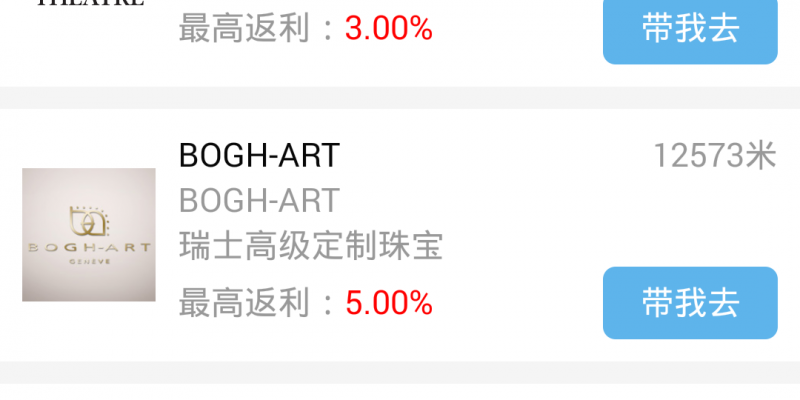 THEATRE
最高返利：3.00%
带我去
BOGH-ART
12573米
BOGH-ART
瑞士高级定制珠宝
最高返利：5.00%
带我去
BOGH-ART
GENEVE